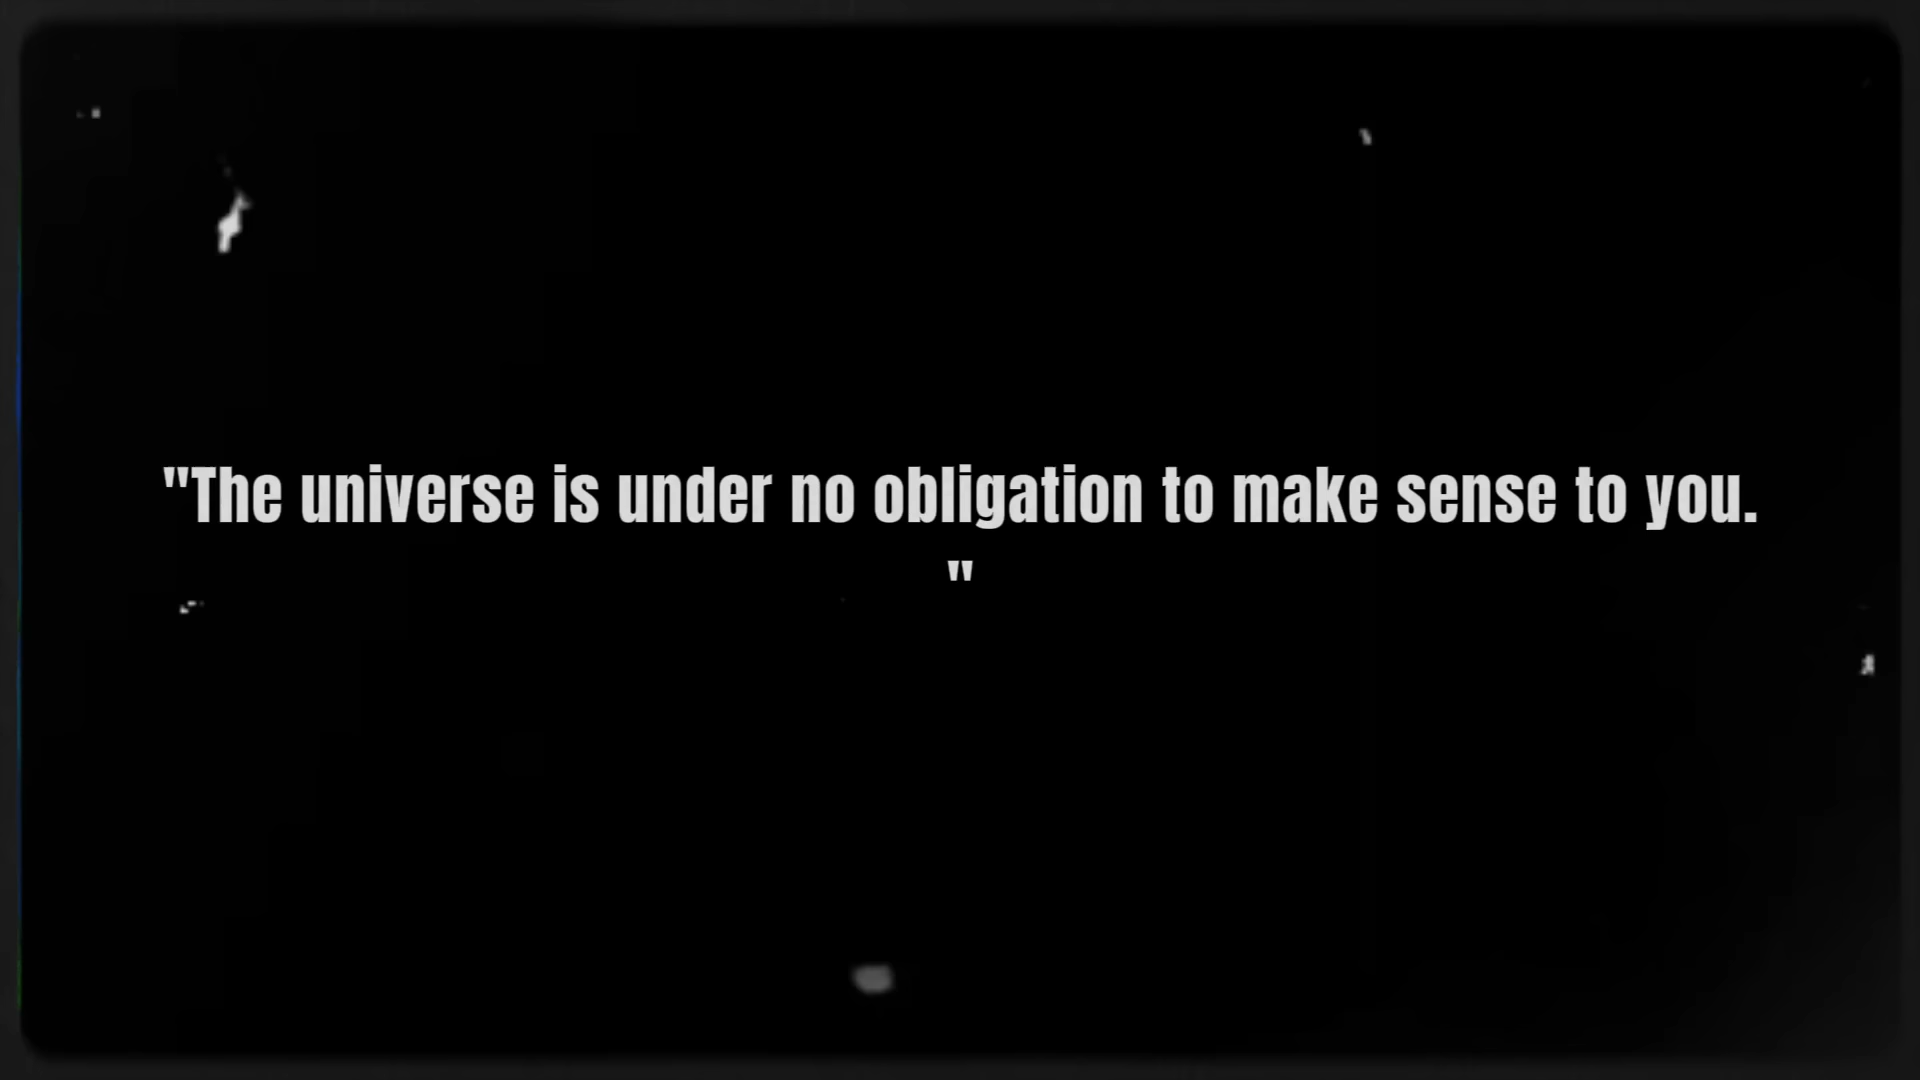 "The universe is under no obligation to make sense to you.
"